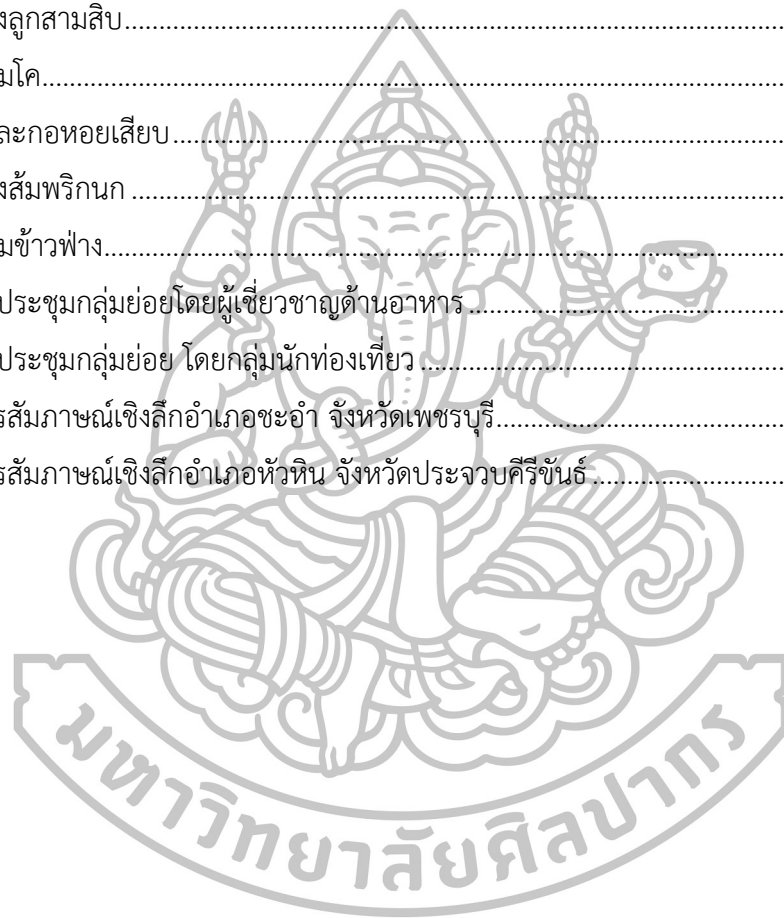 งลูกสามสิบ
มโค
ละกอหอยเสียบ
งส้มพริกนก
มข้าวฟ่าง
ประชุมกลุ่มย่อยโดยผู้เชี่ยวชาญด้านอาหาร
ประชุมกลุ่มย่อย โดยกลุ่มนักท่องเที่ยว
รสัมภาษณ์เชิงลึกอำเภอชะอำ จังหวัดเพชรบุรี
รสัมภาษณ์เชิงลึกอำเภอหัวหิน จังหวัดประจวบคีรีขันธ์
มหาวิทยาลัยศิลปากร